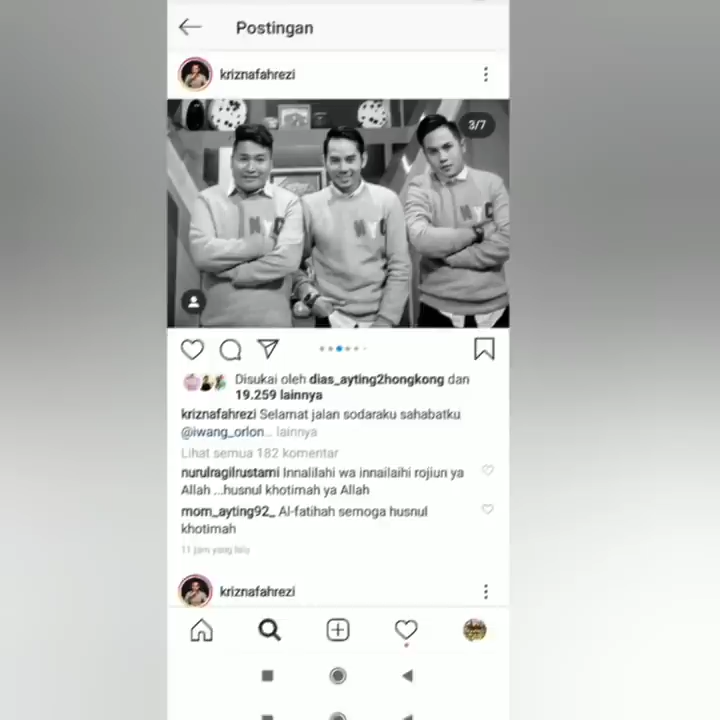 Postingan
kriznafahrezi
3/7
NYC
NYC
NYC
Disukai oleh dias_ayting2hongkong dan
19.259 lainnya
kriznafahrezi Selamat jalan sodaraku sahabatku
@iwang_orlon... lainnya
Lihat semua 182 komentar
nurulragilrustami Innalilahi wa innailaihi rojiun ya
Allah ...husnul khotimah ya Allah
mom_ayting92_ Al-fatihah semoga husnul
khotimah
11 jam yang lalu
kriznafahrezi